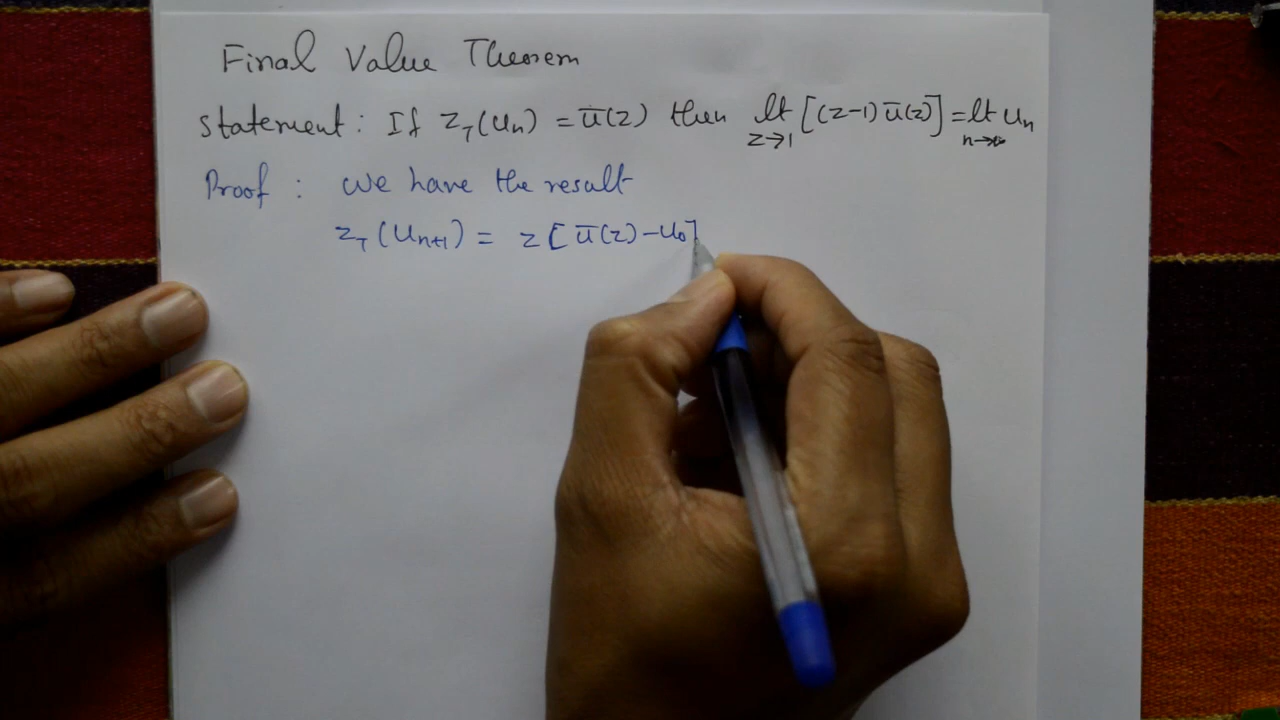 Final Value Theorem
Statement: If Z_T(u_n) = ū(z) then lt_{z→1} [(z-1) ū(z)] = lt_{n→∞} u_n
Proof : We have the result
Z_T(u_{n+1}) = z[ū(z) - u_0]